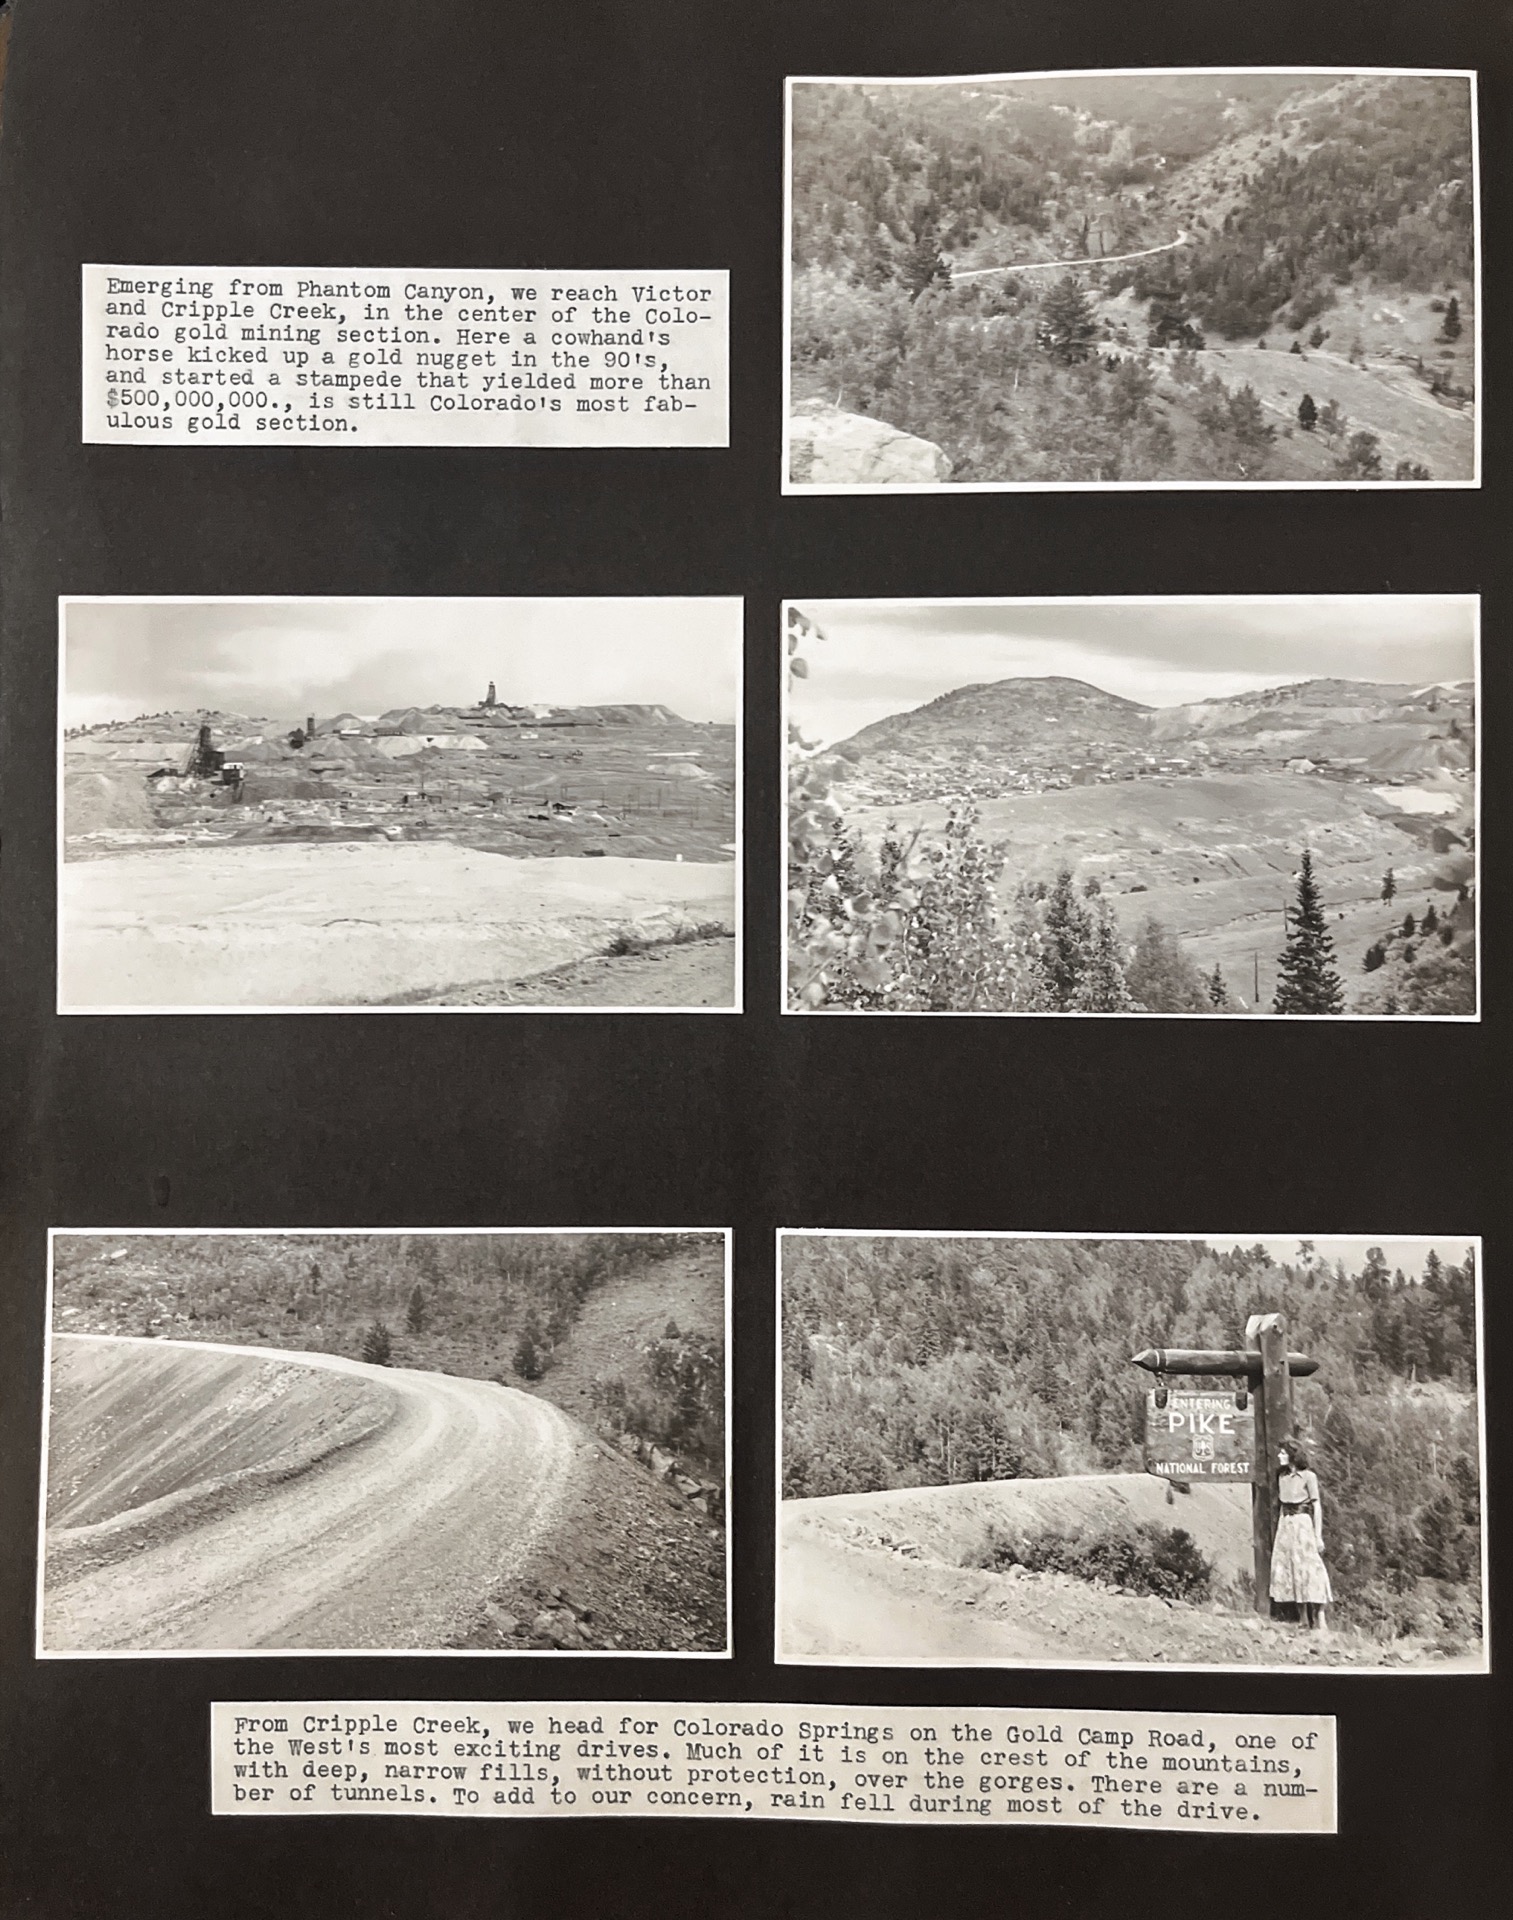 Emerging from Phantom Canyon, we reach Victor
and Cripple Creek, in the center of the Colo-
rado gold mining section. Here a cowhand's
horse kicked up a gold nugget in the 90's,
and started a stampede that yielded more than
$500,000,000., is still Colorado's most fab-
ulous gold section.
ENTERING
PIKE
NATIONAL FOREST
From Cripple Creek, we head for Colorado Springs on the Gold Camp Road, one of
the West's most exciting drives. Much of it is on the crest of the mountains,
with deep, narrow fills, without protection, over the gorges. There are a num-
ber of tunnels. To add to our concern, rain fell during most of the drive.